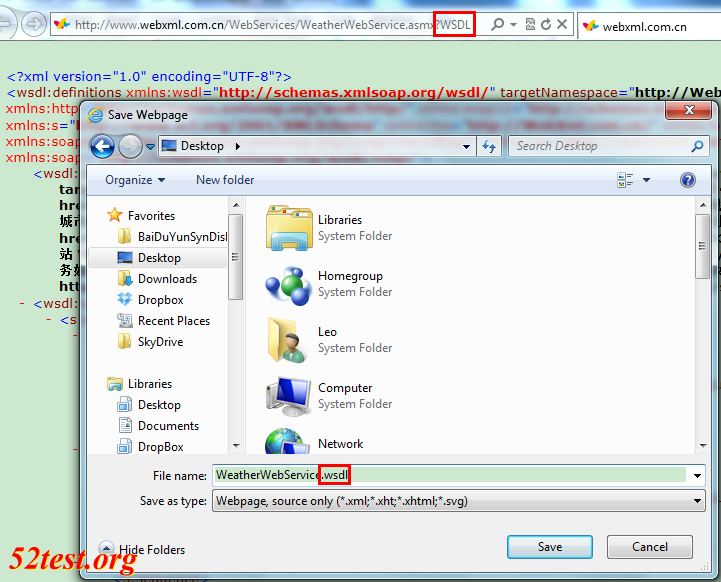 http://www.webxml.com.cn/WebServices/WeatherWebService.asmx?WSDL
webxml.com.cn
<?xml version="1.0" encoding="UTF-8"?>
<wsdl:definitions xmlns:wsdl="http://schemas.xmlsoap.org/wsdl/" targetNamespace="http://Web
xmlns:http
xmlns:s="
xmlns:soap
xmlns:soap
<wsdl:
Save Webpage
Desktop
Search Desktop
Organize
New folder
Favorites
BaiDuYunSynDisl
Desktop
Downloads
Dropbox
Recent Places
SkyDrive
Libraries
Desktop
Documents
DropBox
Libraries
System Folder
Homegroup
System Folder
Leo
System Folder
Computer
System Folder
Network
tar
hre
城市
hre
站
务如
htt
- <wsdl:
- <s
File name: WeatherWebService.wsdl
Save as type: Webpage, source only (*.xml;*.xht;*.xhtml;*.svg)
Hide Folders
Save
Cancel
52test.org